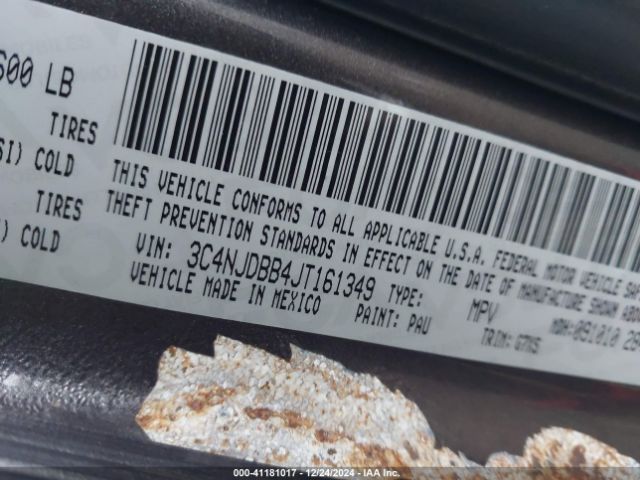 600 LB
TIRES
SI) COLD
TIRES
) COLD
THIS VEHICLE CONFORMS TO ALL APPLICABLE U.S.A. FEDERAL MOTOR VEHICLE SA
THEFT PREVENTION STANDARDS IN EFFECT ON THE DATE OF MANUFACTURE SHOWN ABO
VIN: 3C4NJDBB4JT161349 TYPE: MPV
VEHICLE MADE IN MEXICO PAINT: PAU TRIM:
000-41181017 • 12/24/2024 • IAA Inc.